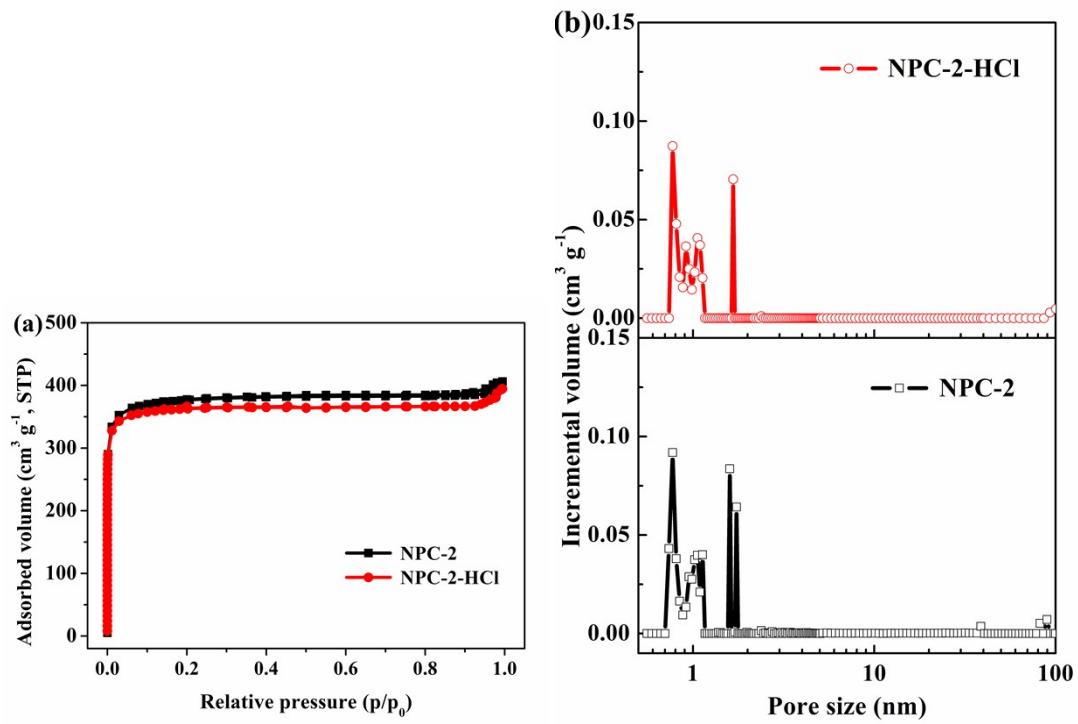 (a)
500
400
300
200
100
0
Adsorbed volume (cm³ g⁻¹, STP)
NPC-2
NPC-2-HCl
0.0 0.2 0.4 0.6 0.8 1.0
Relative pressure (p/p₀)
(b)
0.15
0.10
0.05
0.00
NPC-2-HCl
Incremental volume (cm³ g⁻¹)
0.15
0.10
0.05
0.00
NPC-2
1 10 100
Pore size (nm)